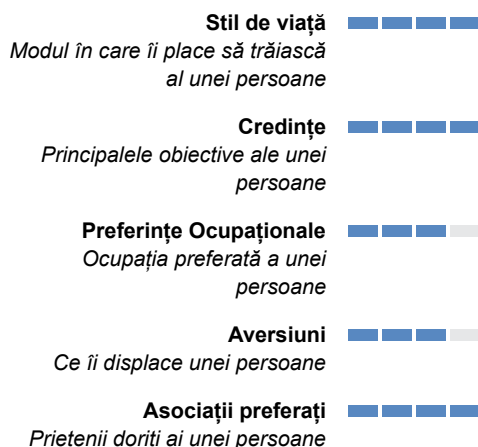 Stil de viață
Modul în care îi place să trăiască
al unei persoane
Credințe
Principalele obiective ale unei
persoane
Preferințe Ocupaționale
Ocupația preferată a unei
persoane
Aversiuni
Ce îi displace unei persoane
Asociații preferați
Prietenii doriți ai unei persoane